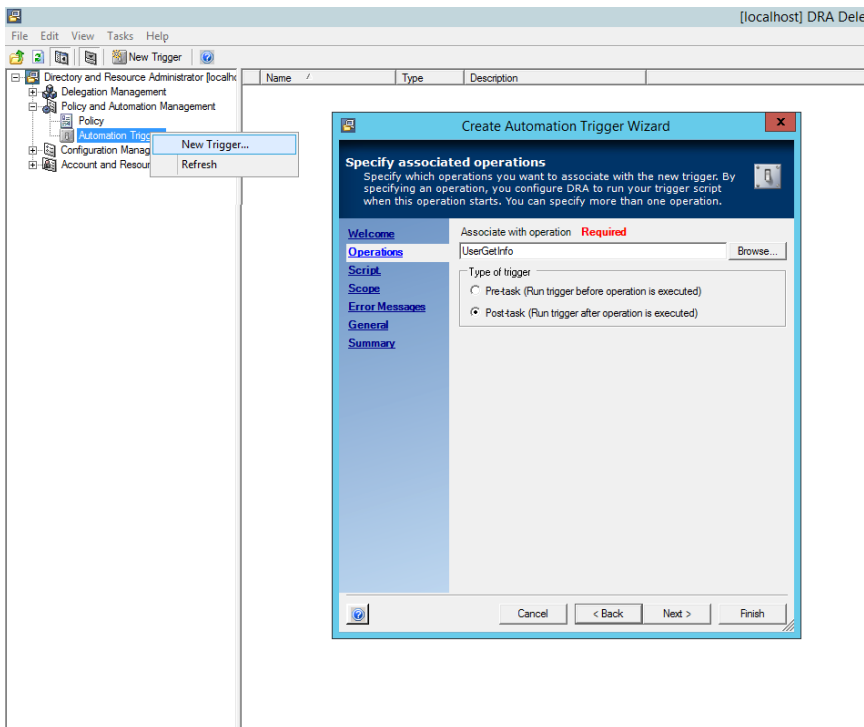 [localhost] DRA Dele
File Edit View Tasks Help
New Trigger
Directory and Resource Administrator [localho
Delegation Management
Policy and Automation Management
Policy
Automation Trigg
Configuration Manag
Account and Resour
New Trigger...
Refresh
Name Type Description
Create Automation Trigger Wizard
Specify associated operations
Specify which operations you want to associate with the new trigger. By
specifying an operation, you configure DRA to run your trigger script
when this operation starts. You can specify more than one operation.
Welcome
Operations
Script
Scope
Error Messages
General
Summary
Associate with operation Required
UserGetInfo Browse...
Type of trigger
Pre-task (Run trigger before operation is executed)
Post-task (Run trigger after operation is executed)
Cancel < Back Next > Finish